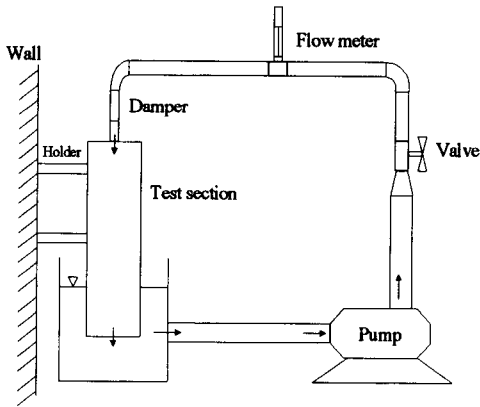 Flow meter
Wall
Damper
Holder
Valve
Test section
Pump